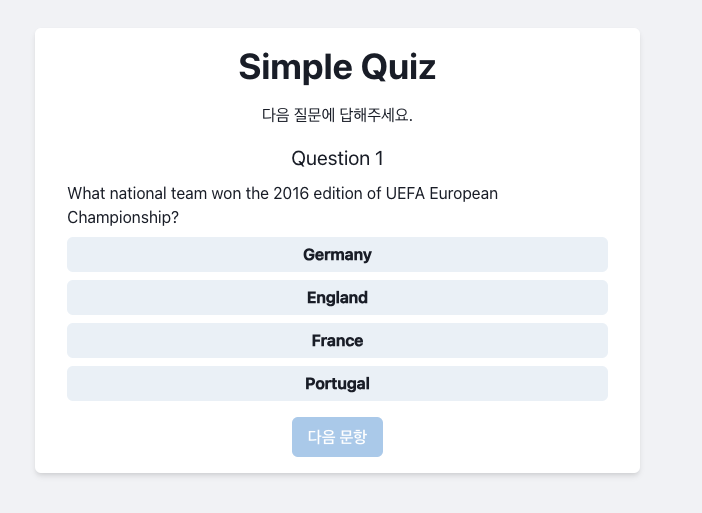 Simple Quiz
다음 질문에 답해주세요.
Question 1
What national team won the 2016 edition of UEFA European
Championship?
Germany
England
France
Portugal
다음 문항